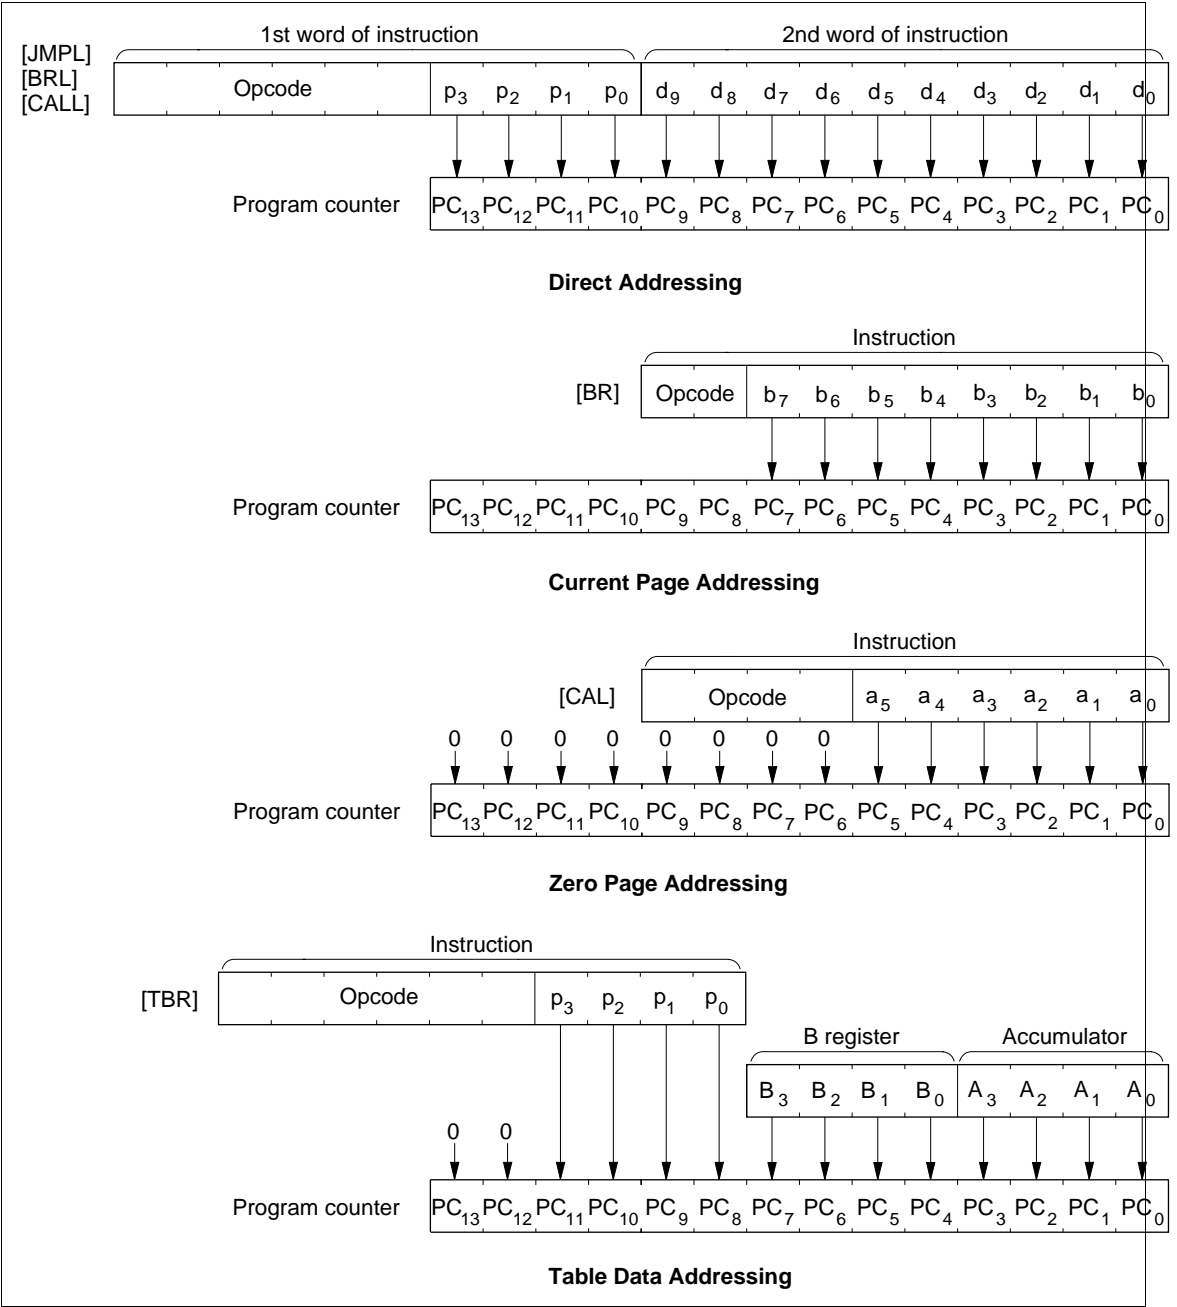 1st word of instruction 2nd word of instruction
[JMPL]
[BRL]
[CALL]
Opcode p3 p2 p1 p0 d9 d8 d7 d6 d5 d4 d3 d2 d1 d0
Program counter PC13 PC12 PC11 PC10 PC9 PC8 PC7 PC6 PC5 PC4 PC3 PC2 PC1 PC0
Direct Addressing
Instruction
[BR] Opcode b7 b6 b5 b4 b3 b2 b1 b0
Program counter PC13 PC12 PC11 PC10 PC9 PC8 PC7 PC6 PC5 PC4 PC3 PC2 PC1 PC0
Current Page Addressing
Instruction
[CAL] Opcode a5 a4 a3 a2 a1 a0
0 0 0 0 0 0 0 0
Program counter PC13 PC12 PC11 PC10 PC9 PC8 PC7 PC6 PC5 PC4 PC3 PC2 PC1 PC0
Zero Page Addressing
Instruction
[TBR] Opcode p3 p2 p1 p0
B register Accumulator
B3 B2 B1 B0 A3 A2 A1 A0
0 0
Program counter PC13 PC12 PC11 PC10 PC9 PC8 PC7 PC6 PC5 PC4 PC3 PC2 PC1 PC0
Table Data Addressing